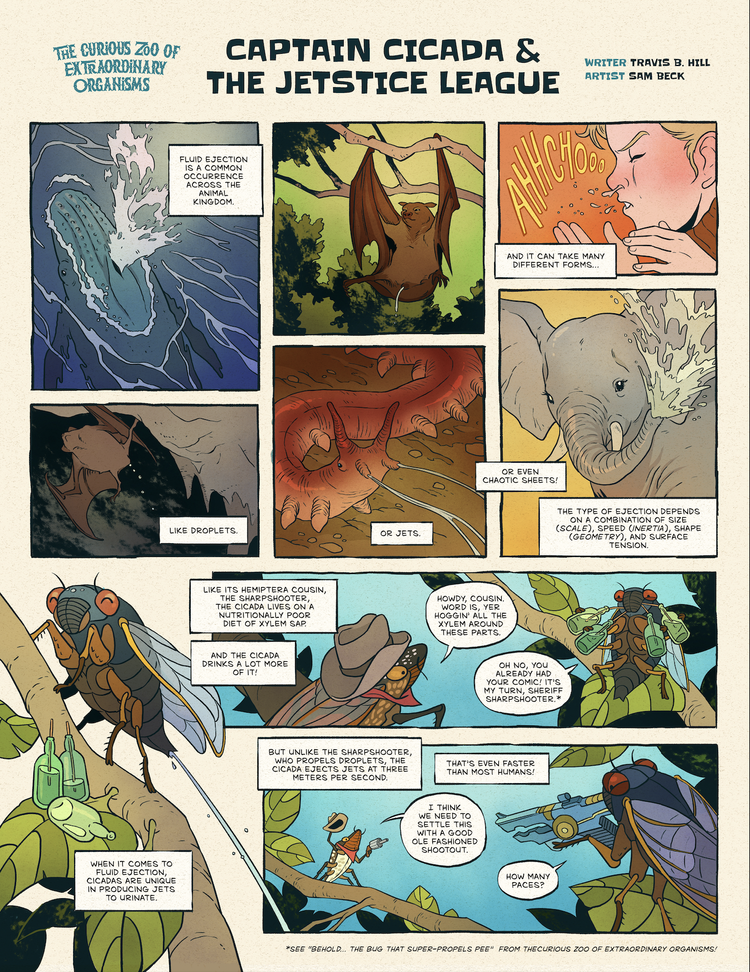 THE CURIOUS ZOO OF
EXTRAORDINARY
ORGANISMS
CAPTAIN CICADA &
THE JETSTICE LEAGUE
WRITER TRAVIS B. HILL
ARTIST SAM BECK
FLUID EJECTION
IS A COMMON
OCCURRENCE
ACROSS THE
ANIMAL
KINGDOM.
AHHCHOOO
AND IT CAN TAKE MANY
DIFFERENT FORMS...
LIKE DROPLETS.
OR JETS.
OR EVEN
CHAOTIC SHEETS!
THE TYPE OF EJECTION DEPENDS
ON A COMBINATION OF SIZE
(SCALE), SPEED (INERTIA), SHAPE
(GEOMETRY), AND SURFACE
TENSION.
LIKE ITS HEMIPTERA COUSIN,
THE SHARPSHOOTER,
THE CICADA LIVES ON A
NUTRITIONALLY POOR
DIET OF XYLEM SAP.
AND THE CICADA
DRINKS A LOT MORE
OF IT!
HOWDY, COUSIN.
WORD IS, YER
HOGGIN' ALL THE
XYLEM AROUND
THESE PARTS.
OH NO, YOU
ALREADY HAD
YOUR COMIC! IT'S
MY TURN, SHERIFF
SHARPSHOOTER.*
WHEN IT COMES TO
FLUID EJECTION,
CICADAS ARE UNIQUE
IN PRODUCING JETS
TO URINATE.
BUT UNLIKE THE SHARPSHOOTER,
WHO PROPELS DROPLETS, THE
CICADA EJECTS JETS AT THREE
METERS PER SECOND.
THAT'S EVEN FASTER
THAN MOST HUMANS!
I THINK
WE NEED TO
SETTLE THIS
WITH A GOOD
OLE FASHIONED
SHOOTOUT.
HOW MANY
PACES?
*SEE "BEHOLD... THE BUG THAT SUPER-PROPELS PEE" FROM THECURIOUS ZOO OF EXTRAORDINARY ORGANISMS!